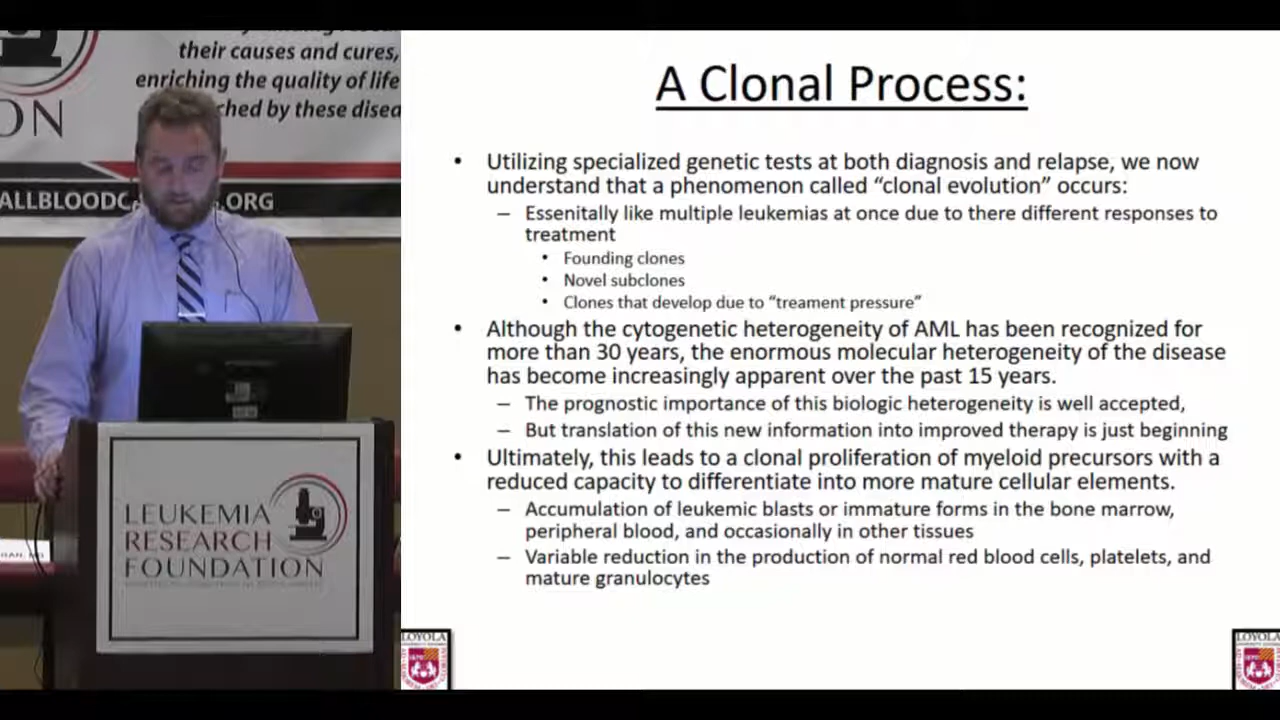 their causes and cures,
enriching the quality of life
ched by these disea
ON
ALLBLOODC
.ORG
LEUKEMIA
RESEARCH
FOUNDATION
A Clonal Process:
• Utilizing specialized genetic tests at both diagnosis and relapse, we now
understand that a phenomenon called “clonal evolution” occurs:
– Essenitally like multiple leukemias at once due to there different responses to
treatment
• Founding clones
• Novel subclones
• Clones that develop due to “treament pressure”
• Although the cytogenetic heterogeneity of AML has been recognized for
more than 30 years, the enormous molecular heterogeneity of the disease
has become increasingly apparent over the past 15 years.
– The prognostic importance of this biologic heterogeneity is well accepted,
– But translation of this new information into improved therapy is just beginning
• Ultimately, this leads to a clonal proliferation of myeloid precursors with a
reduced capacity to differentiate into more mature cellular elements.
– Accumulation of leukemic blasts or immature forms in the bone marrow,
peripheral blood, and occasionally in other tissues
– Variable reduction in the production of normal red blood cells, platelets, and
mature granulocytes
LOYOLA
LOYOLA